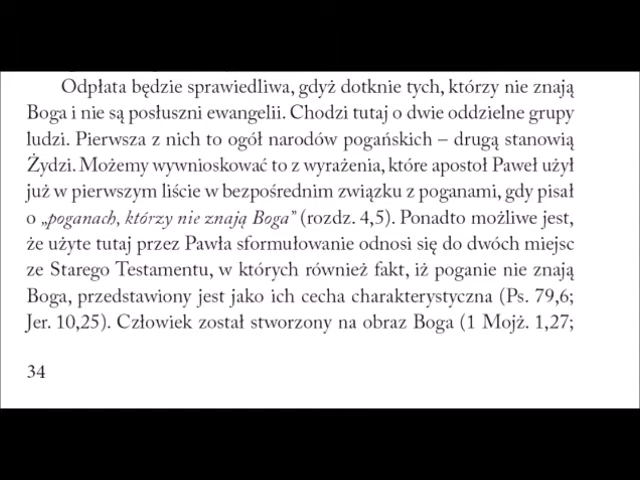 Odpłata będzie sprawiedliwa, gdyż dotknie tych, którzy nie znają
Boga i nie są posłuszni ewangelii. Chodzi tutaj o dwie oddzielne grupy
ludzi. Pierwsza z nich to ogół narodów pogańskich – drugą stanowią
Żydzi. Możemy wywnioskować to z wyrażenia, które apostoł Paweł użył
już w pierwszym liście w bezpośrednim związku z poganami, gdy pisał
o „poganach, którzy nie znają Boga” (rozdz. 4,5). Ponadto możliwe jest,
że użyte tutaj przez Pawła sformułowanie odnosi się do dwóch miejsc
ze Starego Testamentu, w których również fakt, iż poganie nie znają
Boga, przedstawiony jest jako ich cecha charakterystyczna (Ps. 79,6;
Jer. 10,25). Człowiek został stworzony na obraz Boga (1 Mojż. 1,27;
34